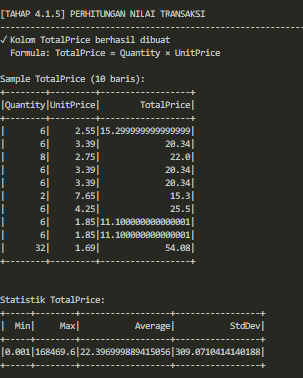 [TAHAP 4.1.5] PERHITUNGAN NILAI TRANSAKSI
--------------------------------------------------
✓ Kolom TotalPrice berhasil dibuat
  Formula: TotalPrice = Quantity × UnitPrice

Sample TotalPrice (10 baris):
+--------+---------+------------------+
|Quantity|UnitPrice|        TotalPrice|
+--------+---------+------------------+
|       6|     2.55|15.299999999999999|
|       6|     3.39|             20.34|
|       8|     2.75|              22.0|
|       6|     3.39|             20.34|
|       6|     3.39|             20.34|
|       2|     7.65|              15.3|
|       6|     4.25|              25.5|
|       6|     1.85|11.100000000000001|
|       6|     1.85|11.100000000000001|
|      32|     1.69|             54.08|
+--------+---------+------------------+

Statistik TotalPrice:
+-----+--------+------------------+-----------------+
|  Min|     Max|           Average|           StdDev|
+-----+--------+------------------+-----------------+
|0.001|168469.6|22.396999889415056|309.0710414140188|
+-----+--------+------------------+-----------------+